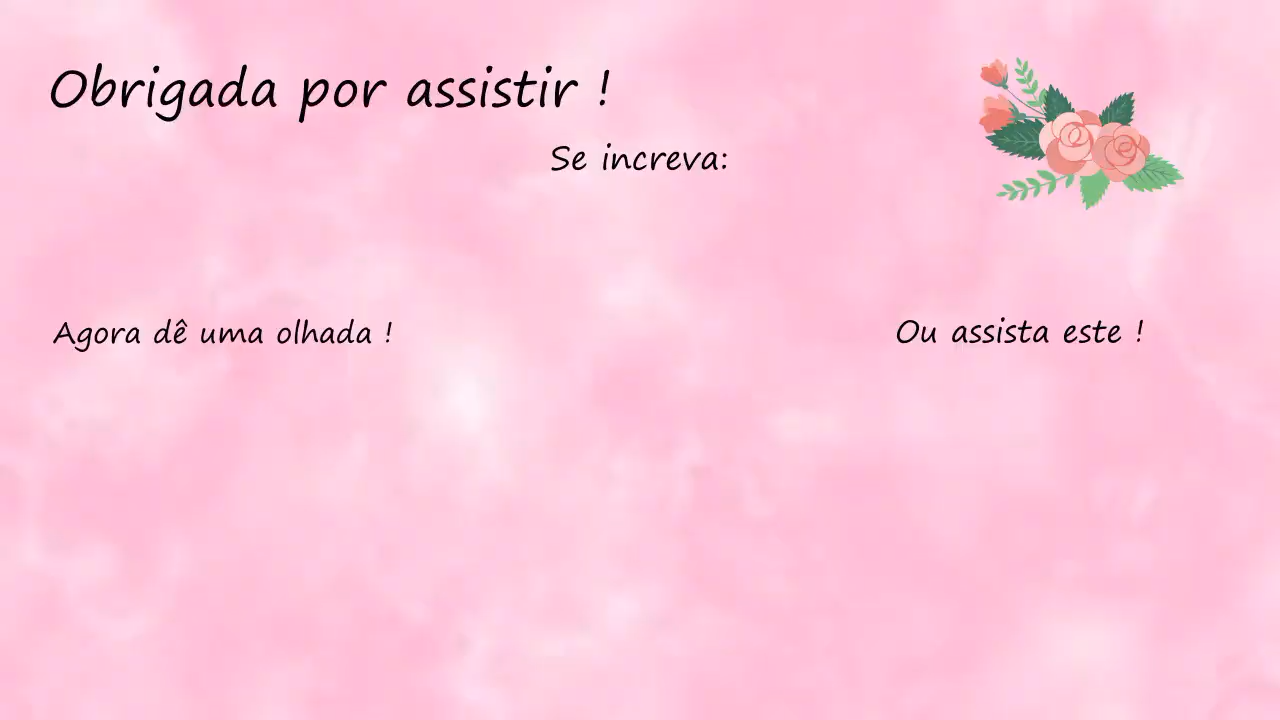 Obrigada por assistir !
Se increva:
Agora dê uma olhada !
Ou assista este !